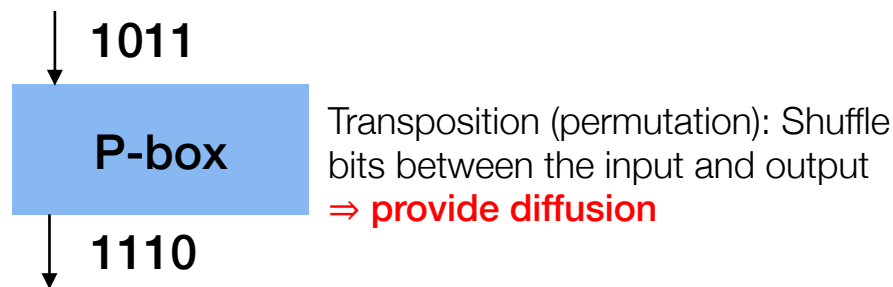 1011
P-box
Transposition (permutation): Shuffle
bits between the input and output
⇒ provide diffusion
1110